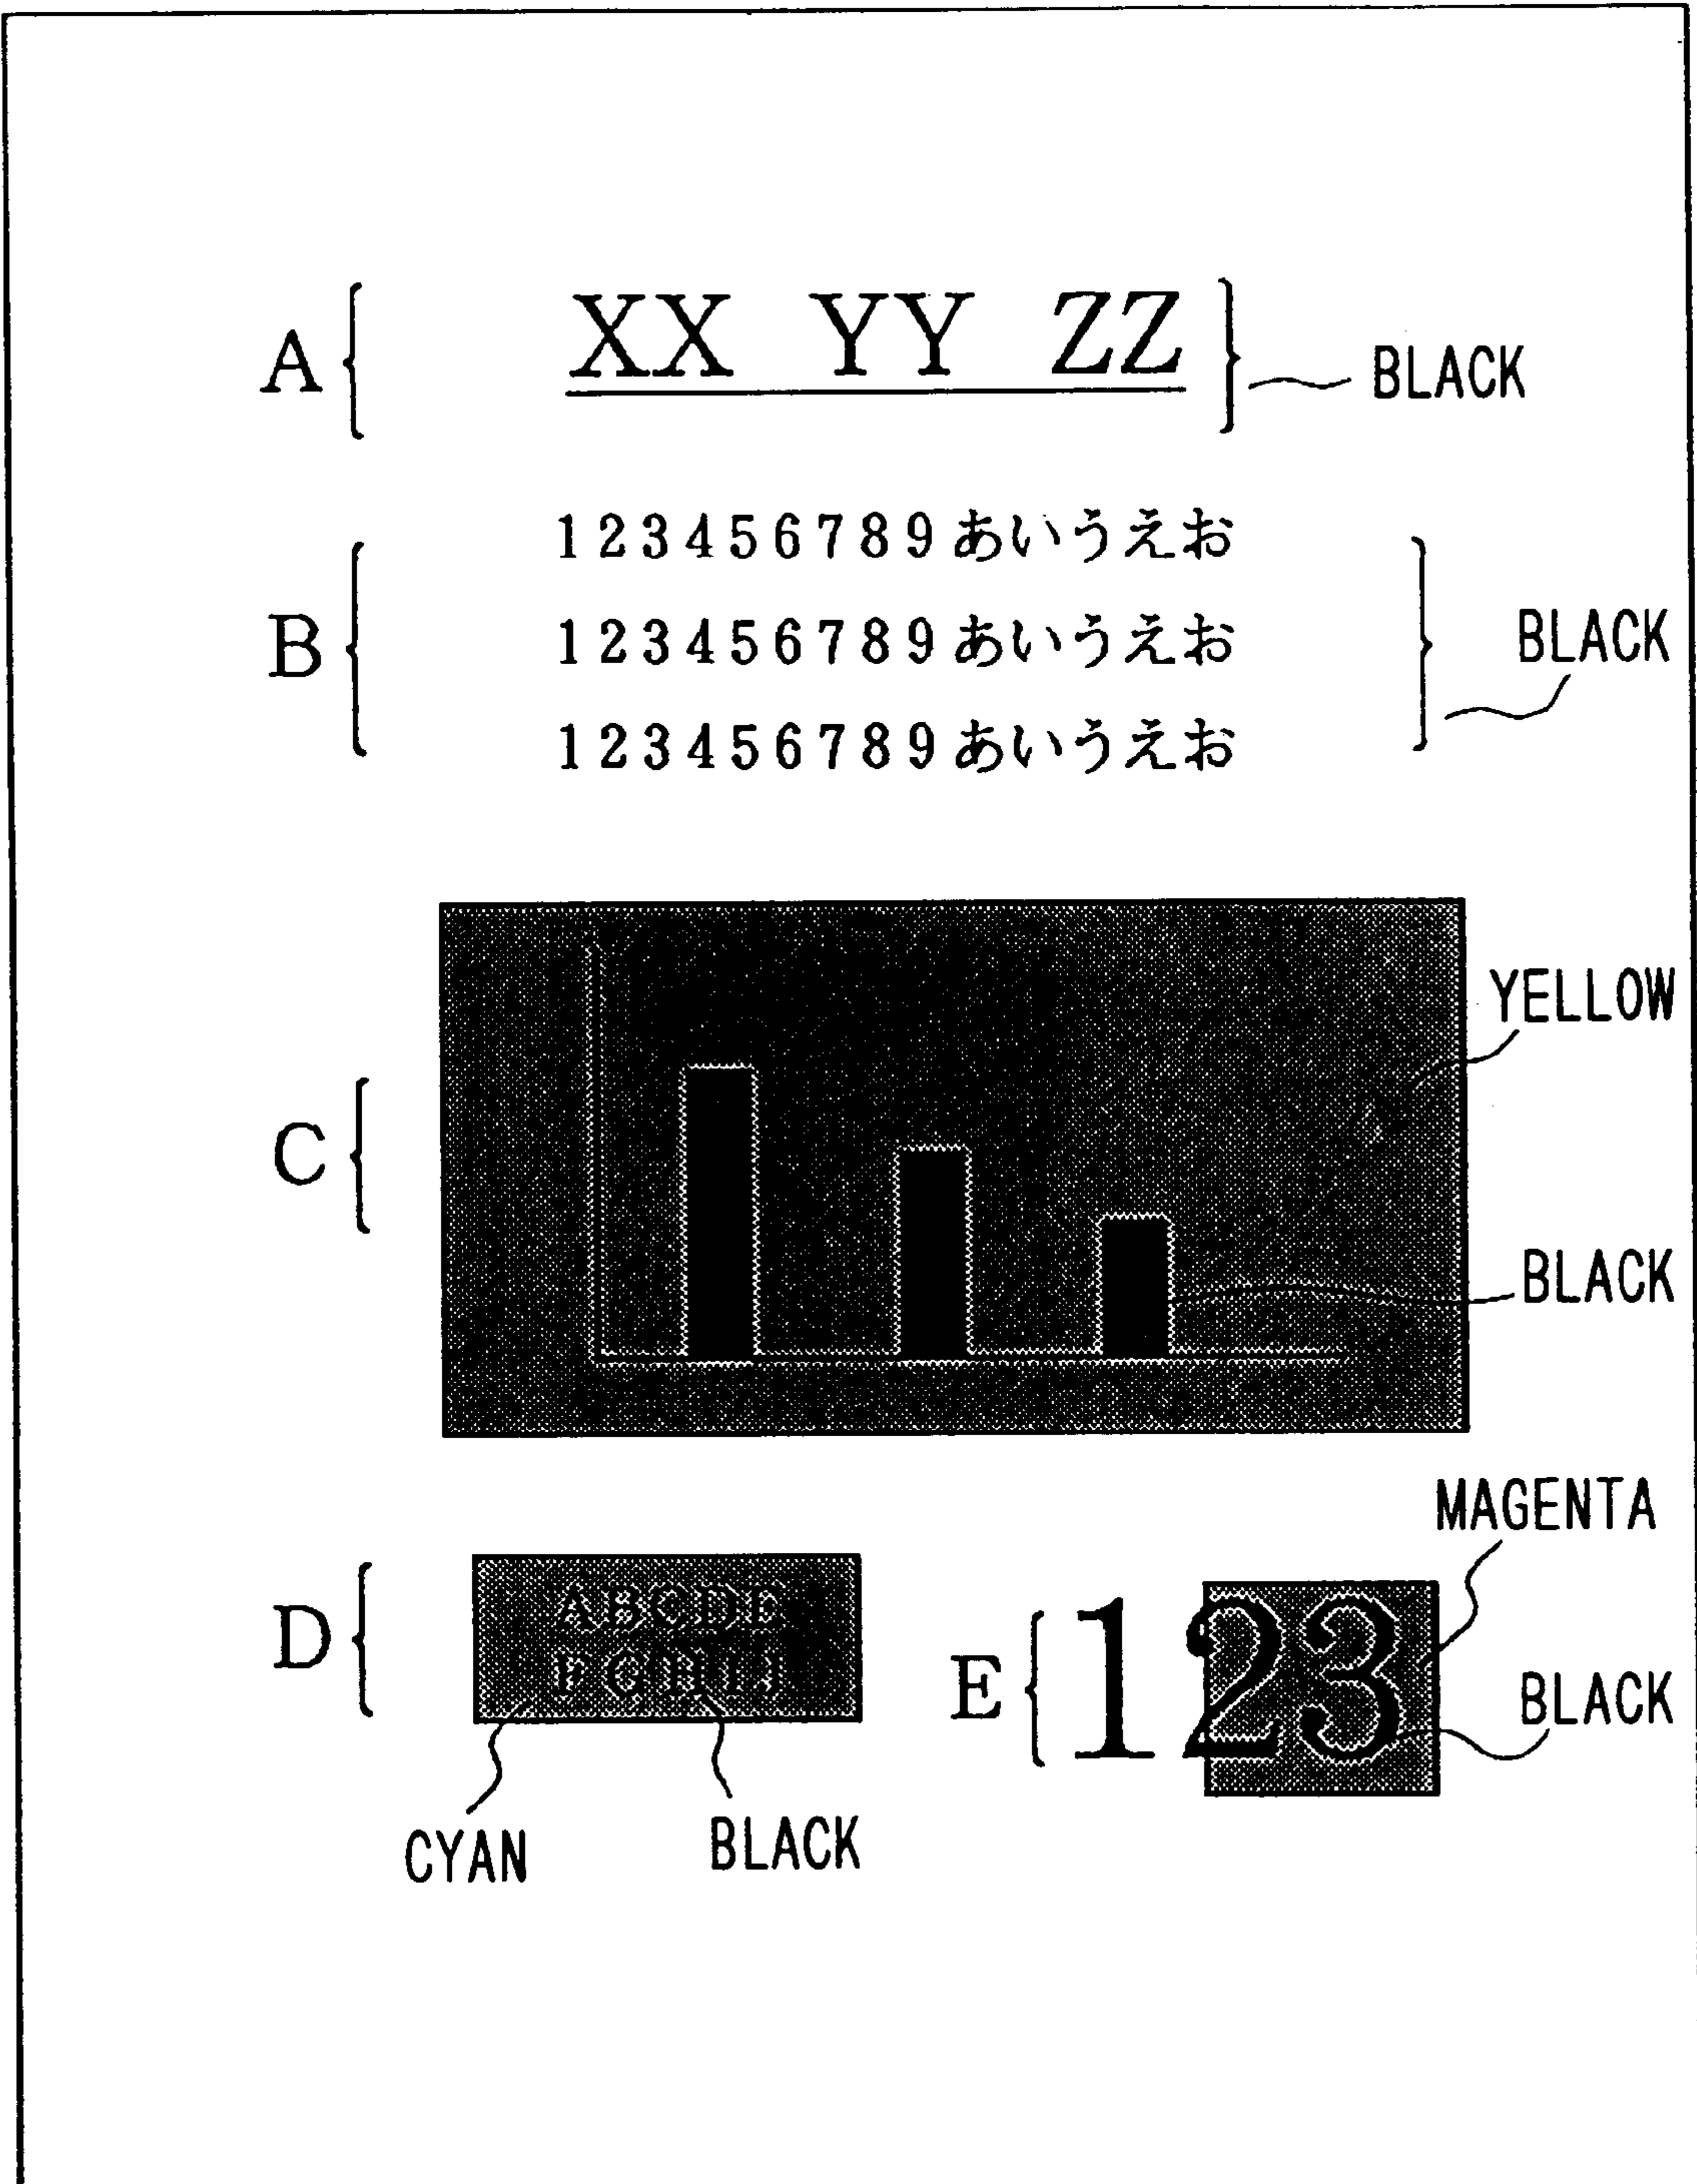 A XX YY ZZ BLACK
123456789あいうえお
B 123456789あいうえお BLACK
123456789あいうえお
YELLOW
C
BLACK
MAGENTA
D ABCDE
FGHIJ
E 123
BLACK
CYAN BLACK